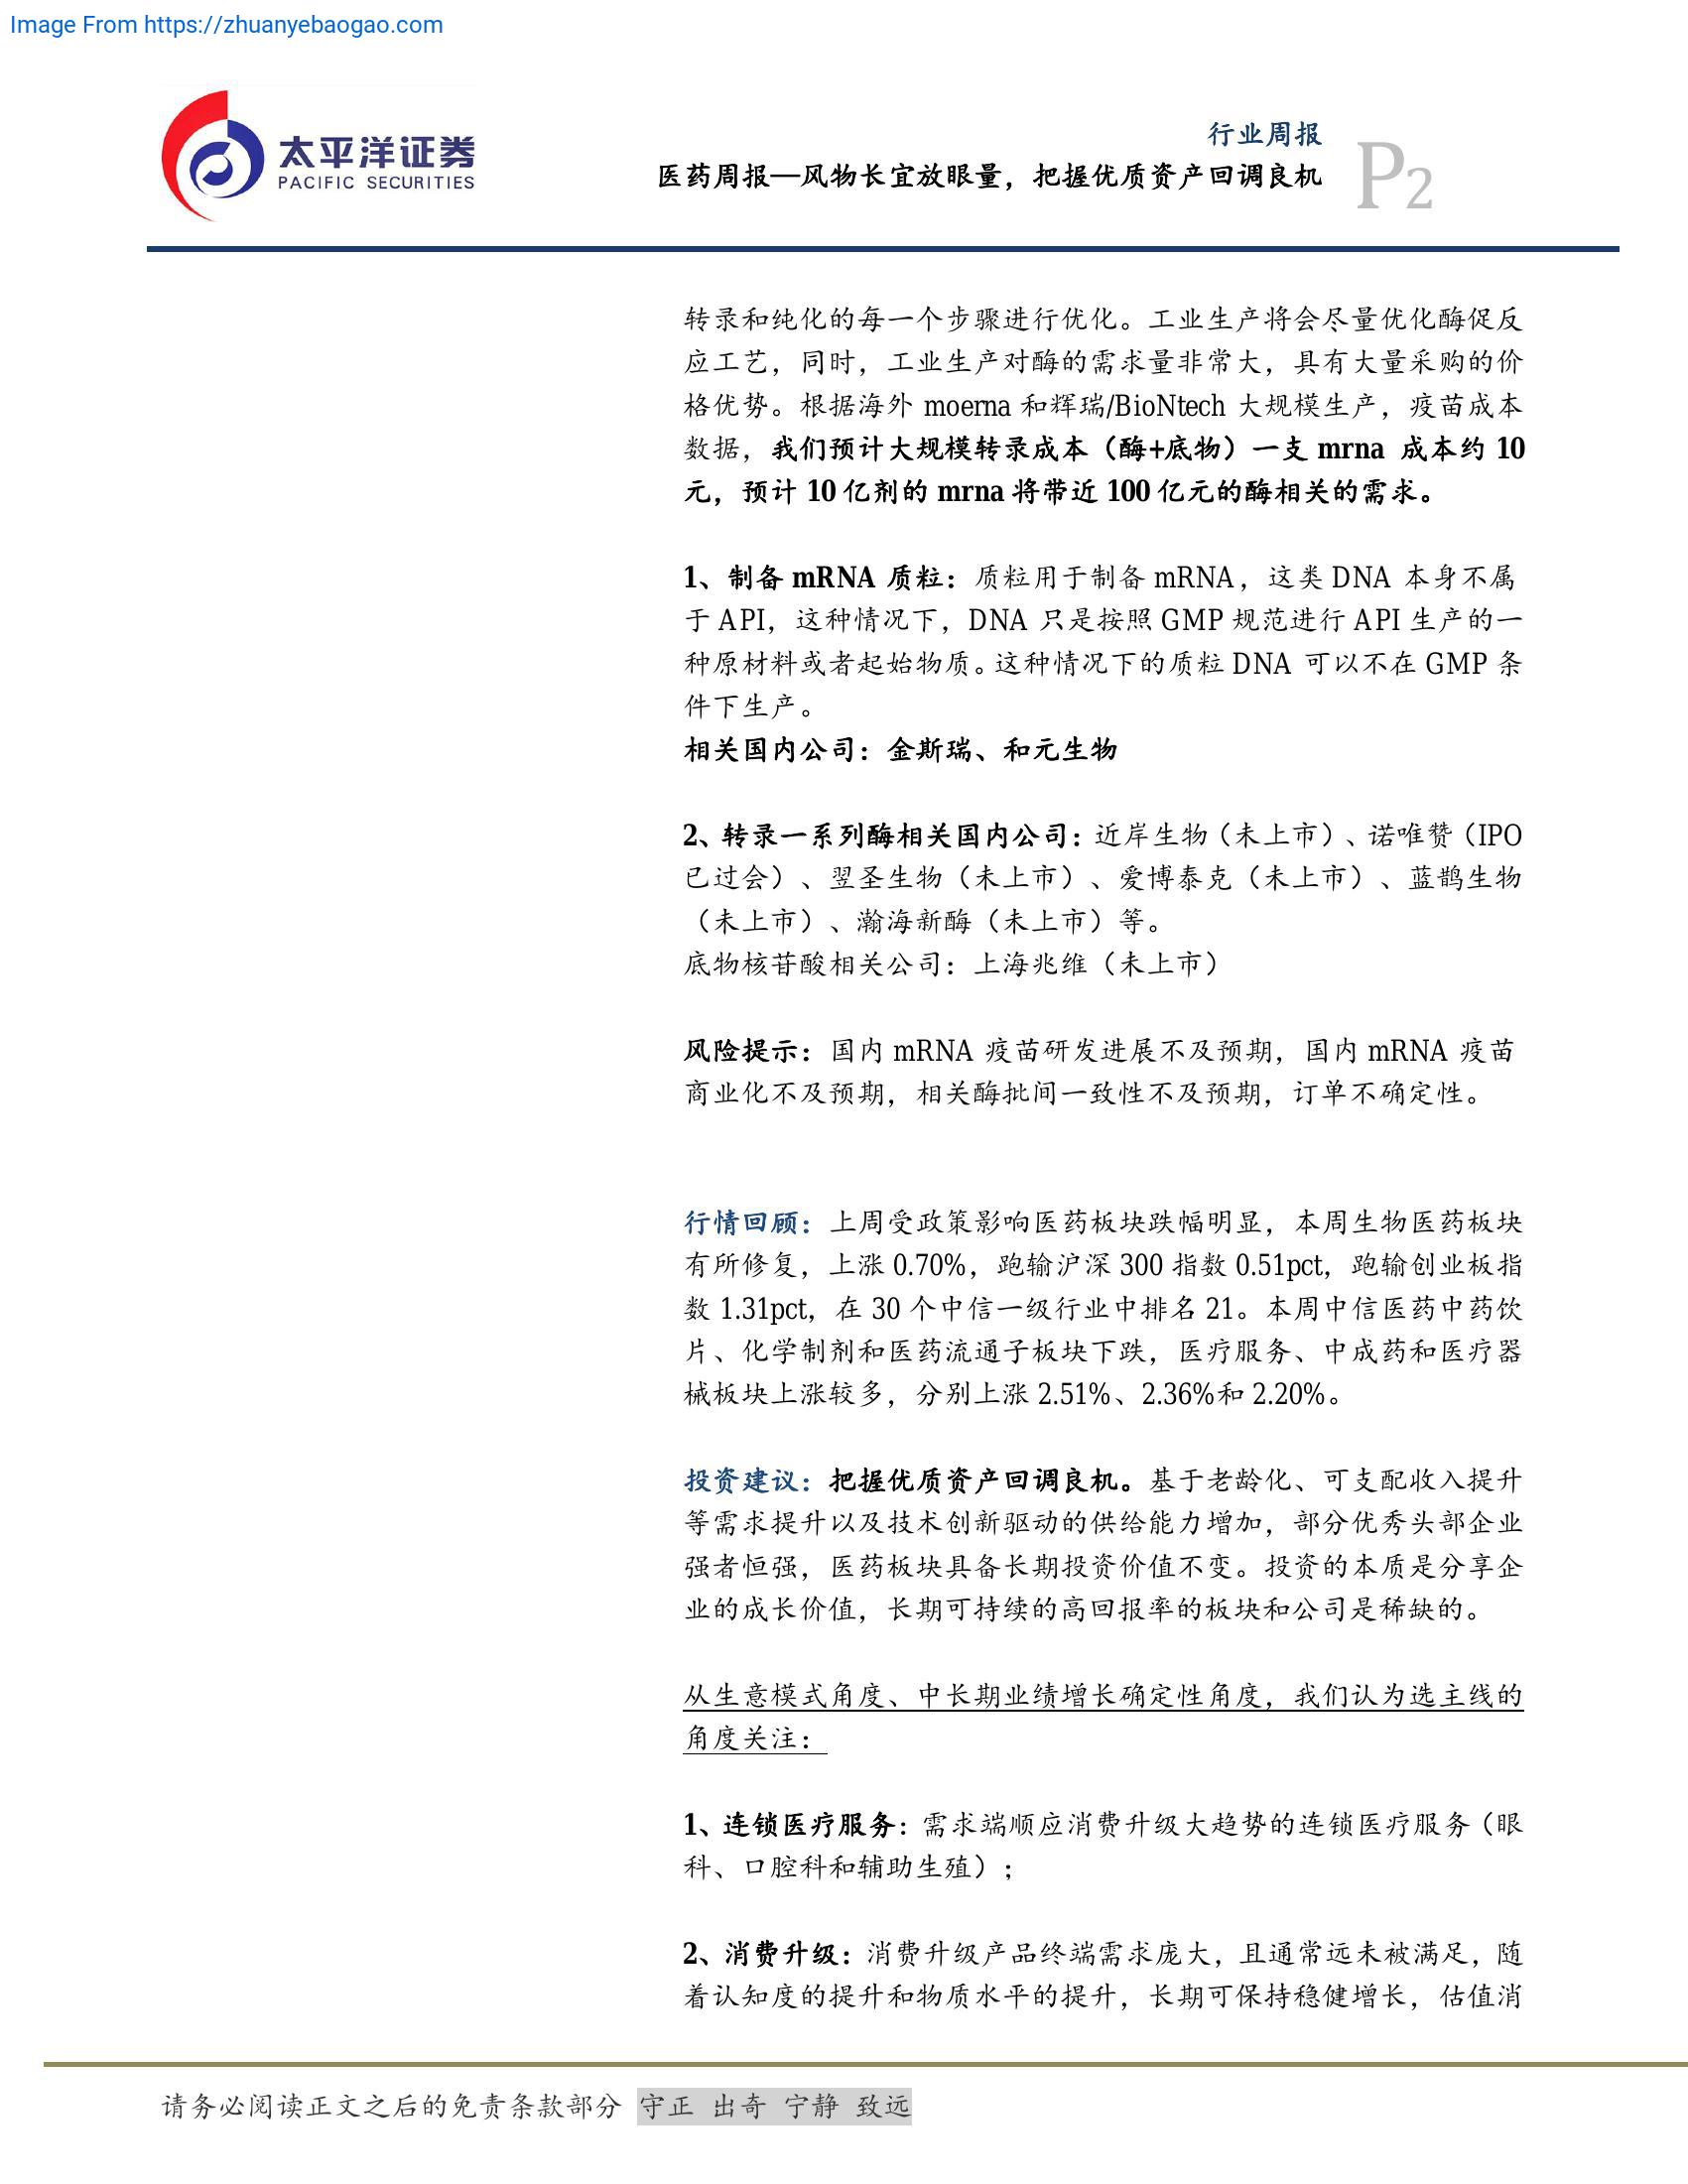 Image From https://zhuanyebaogao.com
太平洋证券
PACIFIC SECURITIES
行业周报
医药周报—风物长宜放眼量，把握优质资产回调良机
P2
转录和纯化的每一个步骤进行优化。工业生产将会尽量优化酶促反
应工艺，同时，工业生产对酶的需求量非常大，具有大量采购的价
格优势。根据海外 moerna 和辉瑞/BioNtech 大规模生产，疫苗成本
数据，我们预计大规模转录成本（酶+底物）一支 mrna 成本约 10
元，预计 10 亿剂的 mrna 将带近 100 亿元的酶相关的需求。
1、制备 mRNA 质粒：质粒用于制备 mRNA，这类 DNA 本身不属
于 API，这种情况下，DNA 只是按照 GMP 规范进行 API 生产的一
种原材料或者起始物质。这种情况下的质粒 DNA 可以不在 GMP 条
件下生产。
相关国内公司：金斯瑞、和元生物
2、转录一系列酶相关国内公司：近岸生物（未上市）、诺唯赞（IPO
已过会）、翌圣生物（未上市）、爱博泰克（未上市）、蓝鹊生物
（未上市）、瀚海新酶（未上市）等。
底物核苷酸相关公司：上海兆维（未上市）
风险提示：国内 mRNA 疫苗研发进展不及预期，国内 mRNA 疫苗
商业化不及预期，相关酶批间一致性不及预期，订单不确定性。
行情回顾：上周受政策影响医药板块跌幅明显，本周生物医药板块
有所修复，上涨 0.70%，跑输沪深 300 指数 0.51pct，跑输创业板指
数 1.31pct，在 30 个中信一级行业中排名 21。本周中信医药中药饮
片、化学制剂和医药流通子板块下跌，医疗服务、中成药和医疗器
械板块上涨较多，分别上涨 2.51%、2.36%和 2.20%。
投资建议：把握优质资产回调良机。基于老龄化、可支配收入提升
等需求提升以及技术创新驱动的供给能力增加，部分优秀头部企业
强者恒强，医药板块具备长期投资价值不变。投资的本质是分享企
业的成长价值，长期可持续的高回报率的板块和公司是稀缺的。
从生意模式角度、中长期业绩增长确定性角度，我们认为选主线的
角度关注：
1、连锁医疗服务：需求端顺应消费升级大趋势的连锁医疗服务（眼
科、口腔科和辅助生殖）；
2、消费升级：消费升级产品终端需求庞大，且通常远未被满足，随
着认知度的提升和物质水平的提升，长期可保持稳健增长，估值消
请务必阅读正文之后的免责条款部分 守正 出奇 宁静 致远